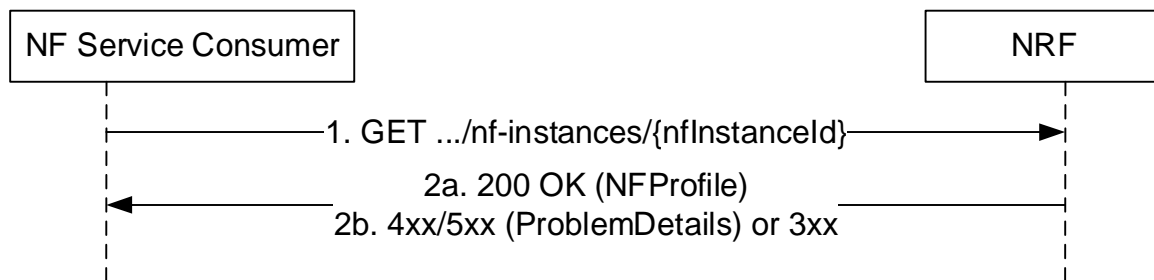 NF Service Consumer
NRF
1. GET .../nf-instances/{nfInstanceId}
2a. 200 OK (NFProfile)
2b. 4xx/5xx (ProblemDetails) or 3xx